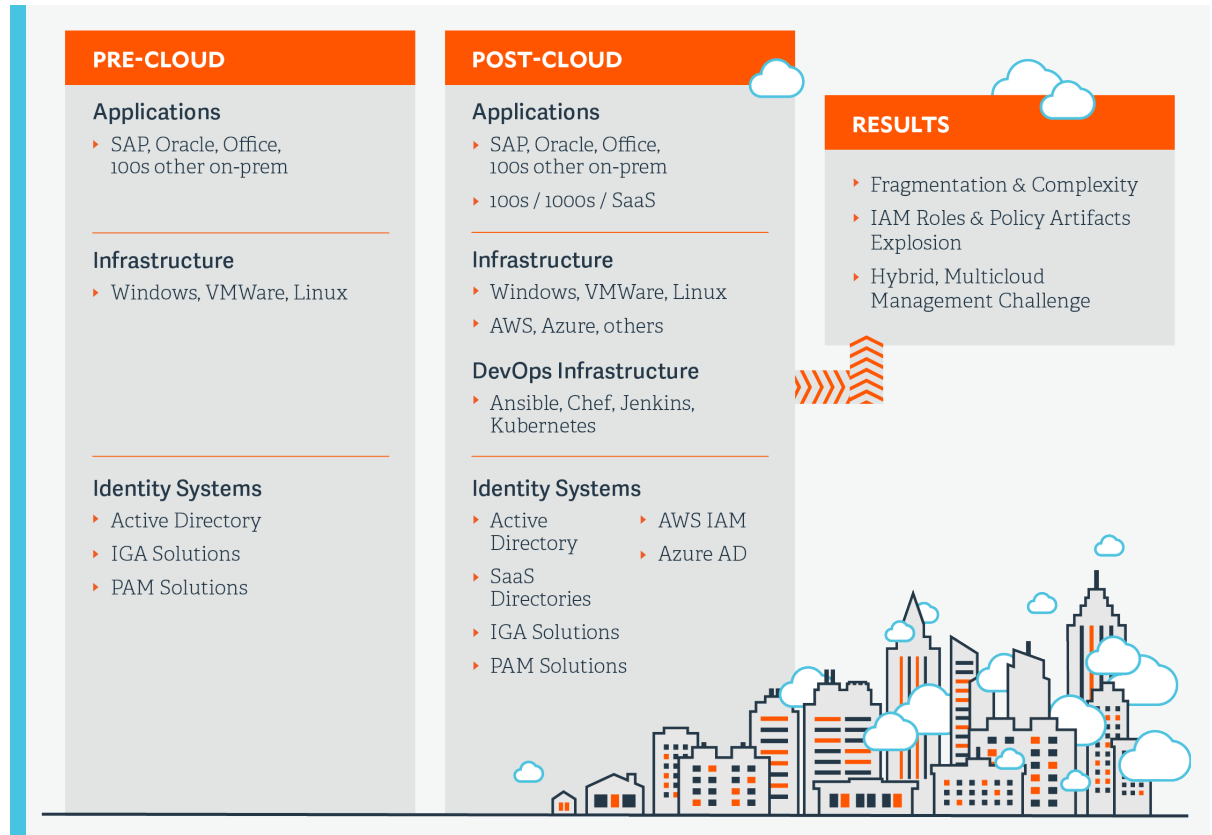 PRE-CLOUD
Applications
SAP, Oracle, Office,
100s other on-prem
Infrastructure
Windows, VMWare, Linux
Identity Systems
Active Directory
IGA Solutions
PAM Solutions
POST-CLOUD
Applications
SAP, Oracle, Office,
100s other on-prem
100s / 1000s / SaaS
Infrastructure
Windows, VMWare, Linux
AWS, Azure, others
DevOps Infrastructure
Ansible, Chef, Jenkins,
Kubernetes
Identity Systems
Active
Directory
SaaS
Directories
IGA Solutions
PAM Solutions
AWS IAM
Azure AD
RESULTS
Fragmentation & Complexity
IAM Roles & Policy Artifacts
Explosion
Hybrid, Multicloud
Management Challenge